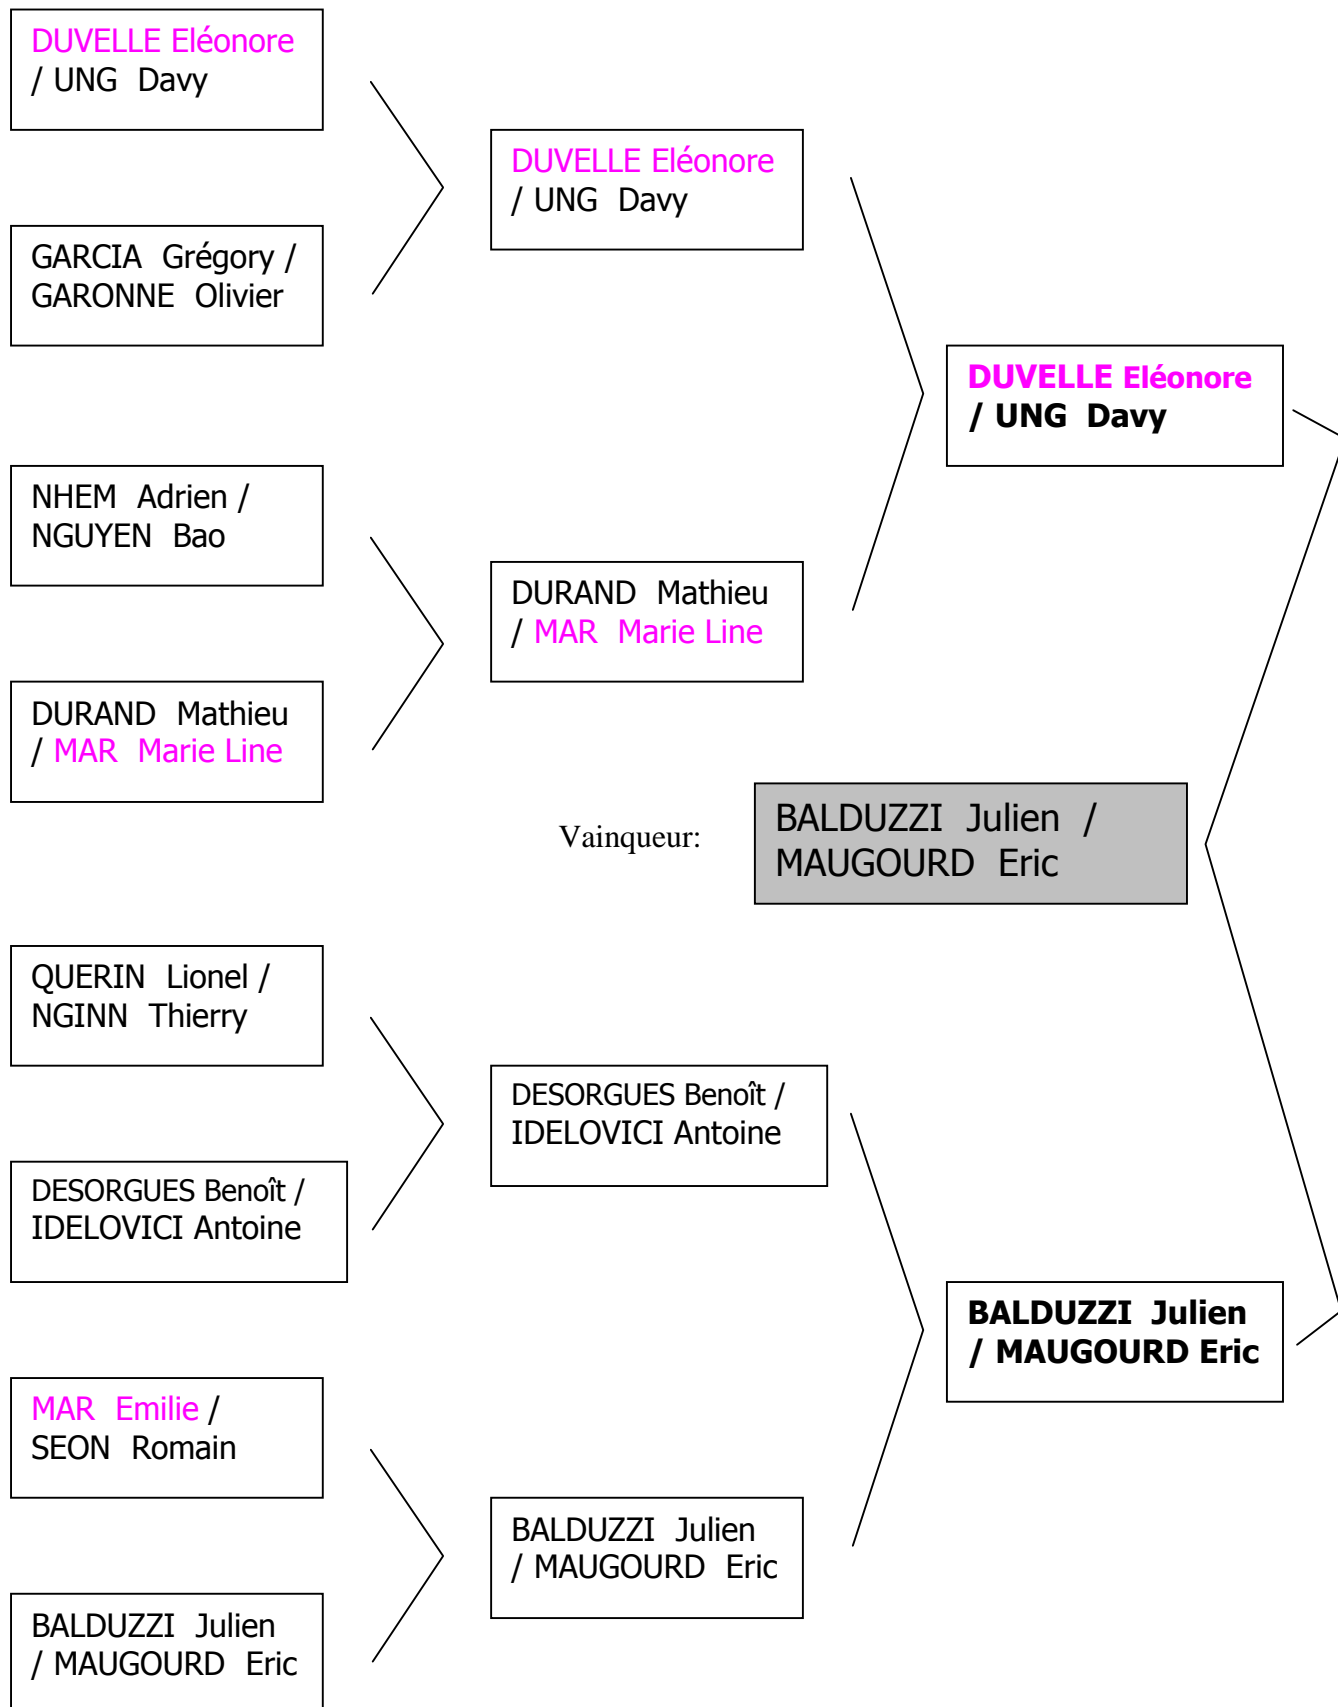 DUVELLE Eléonore
/ UNG Davy
GARCIA Grégory /
GARONNE Olivier
NHEM Adrien /
NGUYEN Bao
DURAND Mathieu
/ MAR Marie Line
QUERIN Lionel /
NGINN Thierry
DESORGUES Benoît /
IDELOVICI Antoine
MAR Emilie /
SEON Romain
BALDUZZI Julien
/ MAUGOURD Eric
DUVELLE Eléonore
/ UNG Davy
DURAND Mathieu
/ MAR Marie Line
DESORGUES Benoît /
IDELOVICI Antoine
BALDUZZI Julien
/ MAUGOURD Eric
DUVELLE Eléonore
/ UNG Davy
BALDUZZI Julien
/ MAUGOURD Eric
Vainqueur:
BALDUZZI Julien /
MAUGOURD Eric